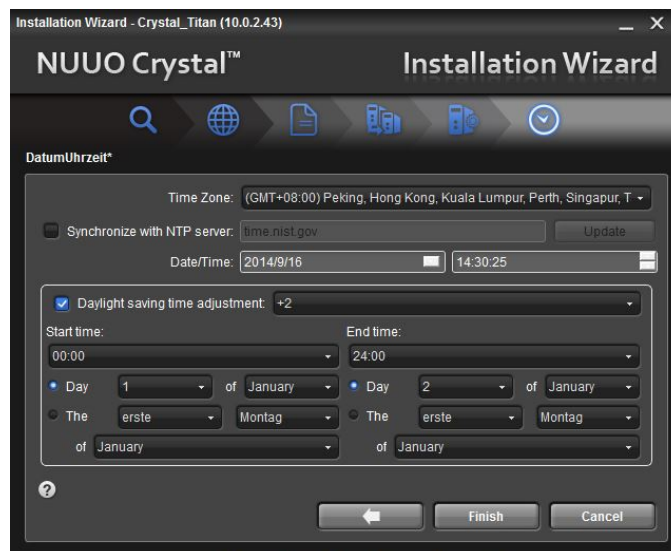 Installation Wizard - Crystal_Titan (10.0.2.43)
NUUO Crystal™ Installation Wizard
DatumUhrzeit*
Time Zone: (GMT+08:00) Peking, Hong Kong, Kuala Lumpur, Perth, Singapur, T
Synchronize with NTP server: time.nist.gov Update
Date/Time: 2014/9/16 14:30:25
Daylight saving time adjustment: +2
Start time: End time:
00:00 24:00
Day 1 of January Day 2 of January
The erste Montag The erste Montag
of January of January
Finish Cancel